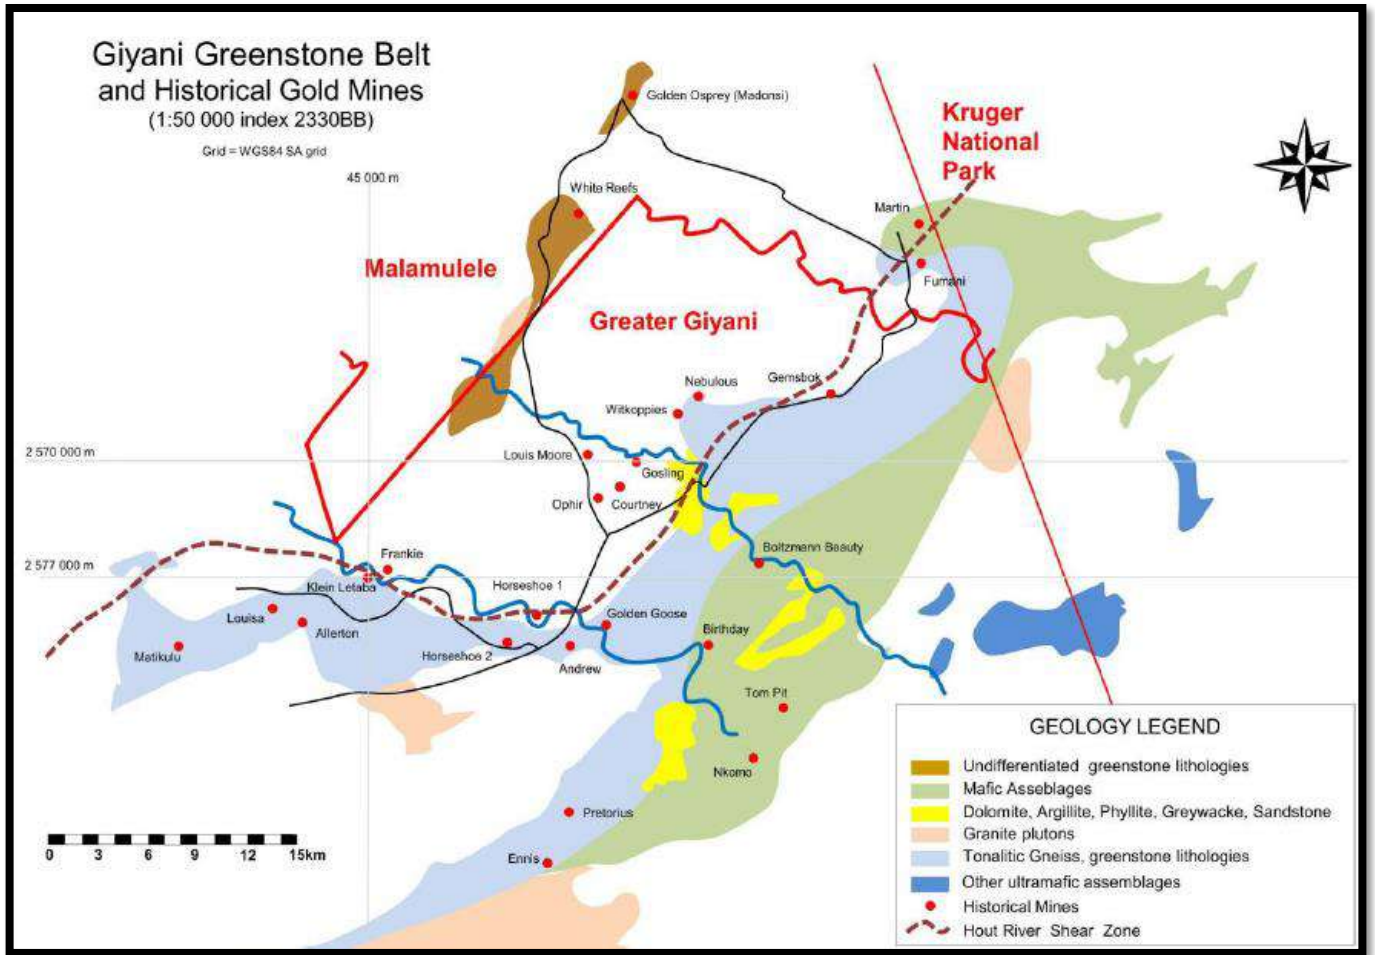 Giyani Greenstone Belt
and Historical Gold Mines
(1:50 000 index 2330BB)
Grid = WGS84 SA grid
45 000 m
Golden Osprey (Madonsi)
Kruger
National
Park
White Reefs
Martin
Malamulele
Fumani
Greater Giyani
Nebulous
Gemsbok
Witkoppies
2 570 000 m
Louis Moore
Gosling
Ophir
Courtney
Boltzmann Beauty
Frankie
2 577 000 m
Klein Letaba
Horseshoe 1
Louisa
Golden Goose
Allerton
Birthday
Matikulu
Horseshoe 2
Andrew
Tom Pit
Nkomo
Pretorius
Ennis
0 3 6 9 12 15km
GEOLOGY LEGEND
Undifferentiated greenstone lithologies
Mafic Asseblages
Dolomite, Argillite, Phyllite, Greywacke, Sandstone
Granite plutons
Tonalitic Gneiss, greenstone lithologies
Other ultramafic assemblages
Historical Mines
Hout River Shear Zone